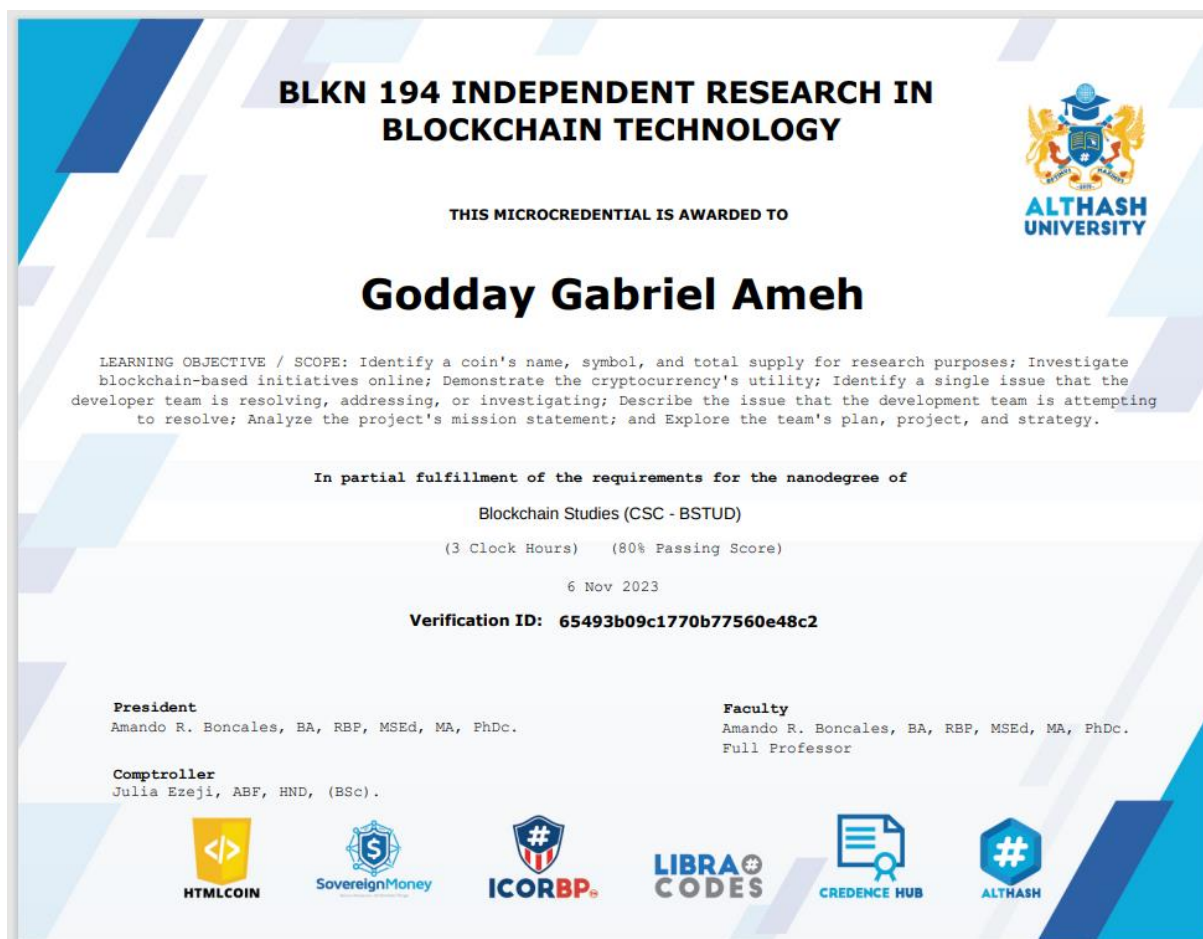 BLKN 194 INDEPENDENT RESEARCH IN
BLOCKCHAIN TECHNOLOGY
ALTHASH
UNIVERSITY
THIS MICROCREDENTIAL IS AWARDED TO
Godday Gabriel Ameh
LEARNING OBJECTIVE / SCOPE: Identify a coin's name, symbol, and total supply for research purposes; Investigate
blockchain-based initiatives online; Demonstrate the cryptocurrency's utility; Identify a single issue that the
developer team is resolving, addressing, or investigating; Describe the issue that the development team is attempting
to resolve; Analyze the project's mission statement; and Explore the team's plan, project, and strategy.
In partial fulfillment of the requirements for the nanodegree of
Blockchain Studies (CSC - BSTUD)
(3 Clock Hours) (80% Passing Score)
6 Nov 2023
Verification ID: 65493b09c1770b77560e48c2
President
Amando R. Boncales, BA, RBP, MSEd, MA, PhDc.
Faculty
Amando R. Boncales, BA, RBP, MSEd, MA, PhDc.
Full Professor
Comptroller
Julia Ezeji, ABF, HND, (BSc).
</> HTMLCOIN
$ SovereignMoney
# ICORBP
LIBRA #
CODES
CREDENCE HUB
# ALTHASH